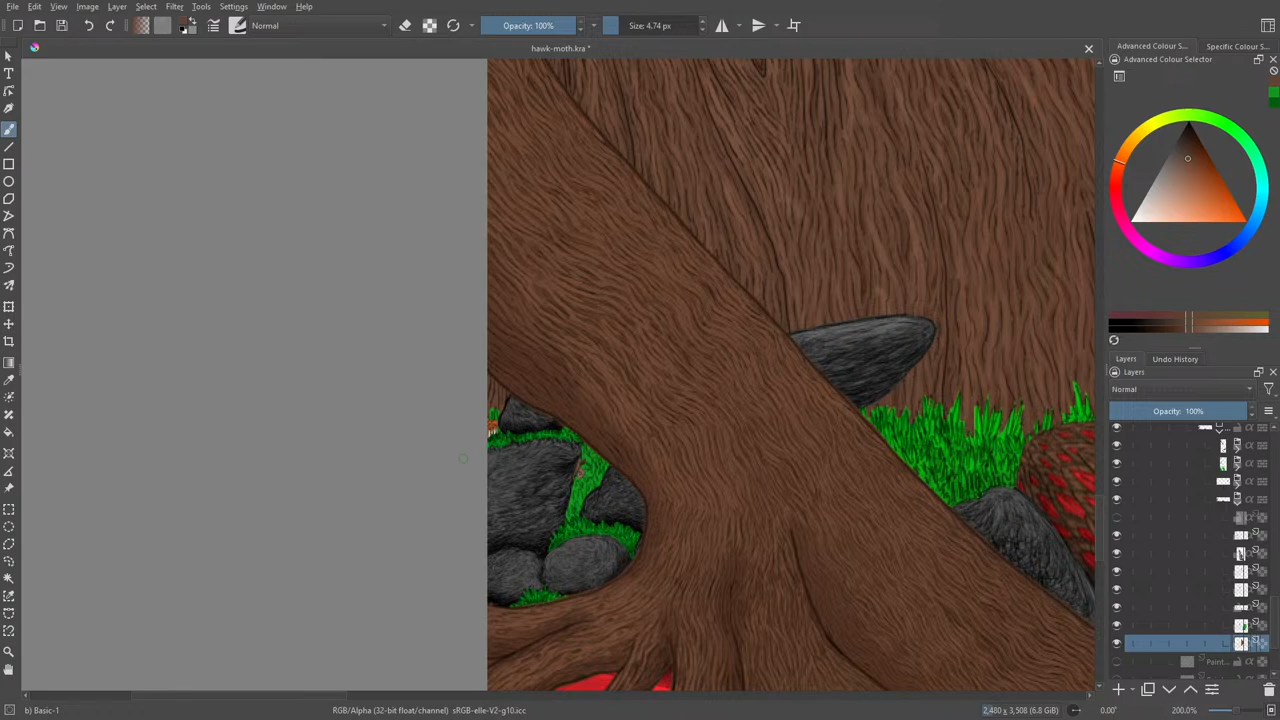 File Edit View Image Layer Select Filter Tools Settings Window Help
Normal
Opacity: 100%
Size: 4.74 px
hawk-moth.kra *
Advanced Colour S...
Specific Colour S...
Advanced Colour Selector
Layers
Undo History
Layers
Normal
Opacity: 100%
Paint...
b) Basic-1
RGB/Alpha (32-bit float/channel) sRGB-elle-V2-g10.icc
2,480 x 3,508 (6.8 GiB)
0.00°
200.0%